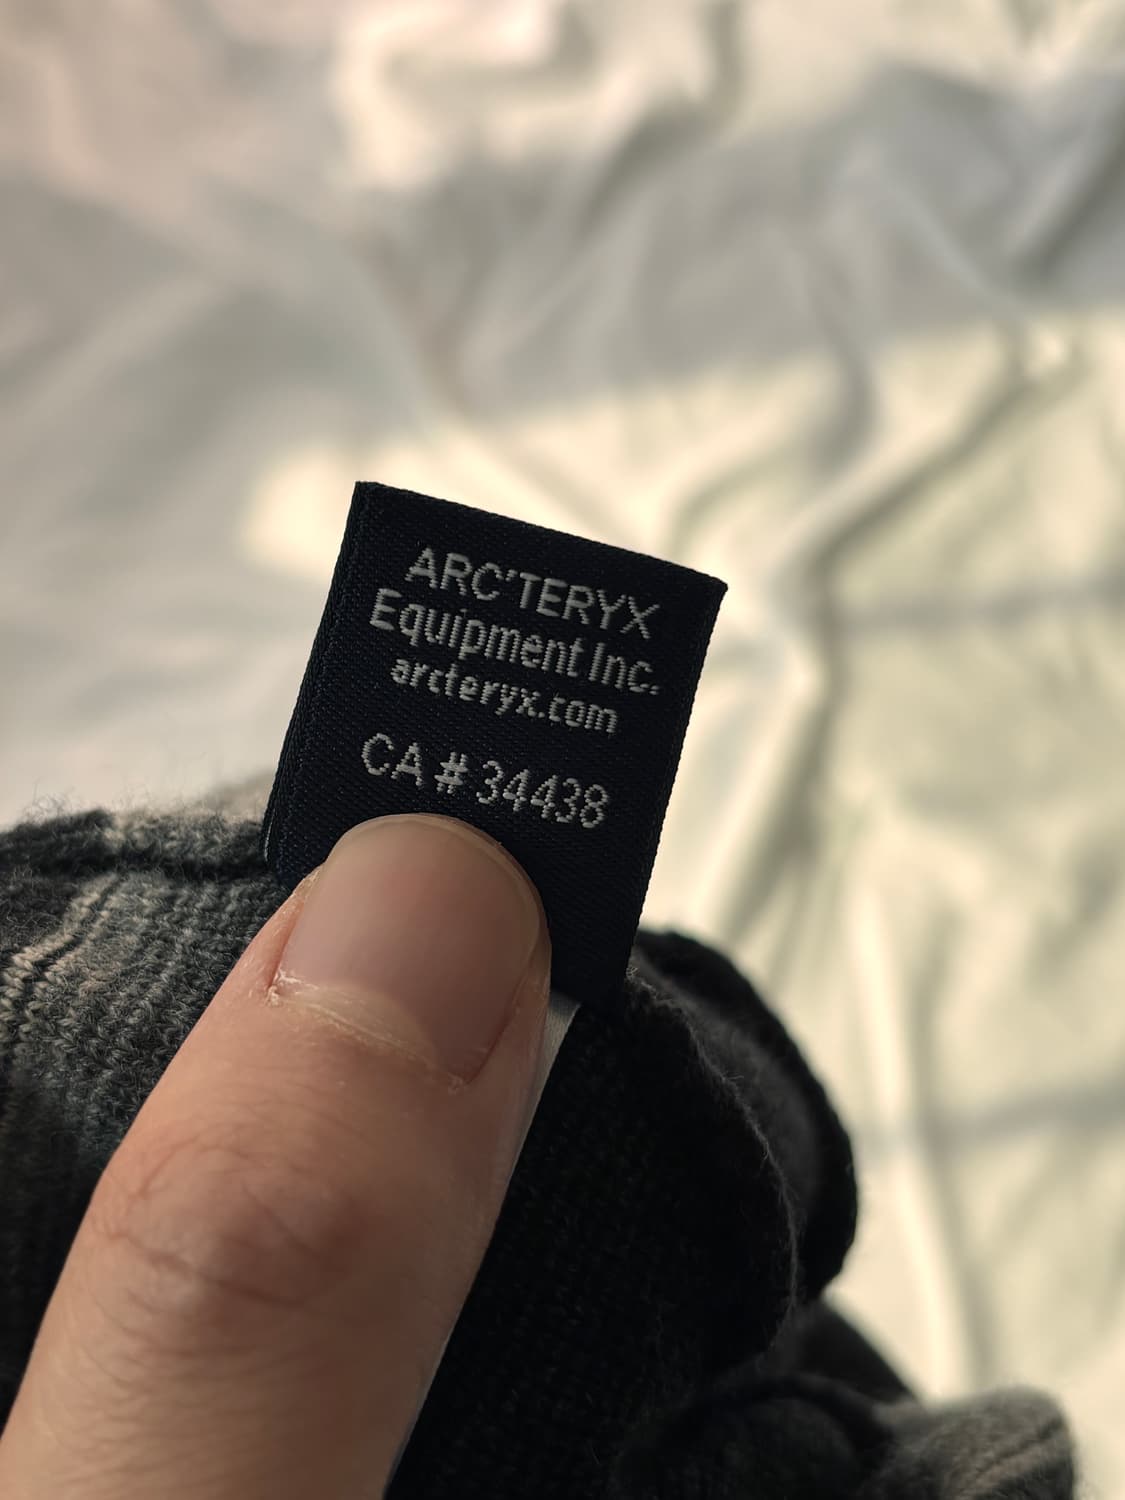 ARC'TERYX
Equipment Inc.
arcteryx.com
CA # 34438